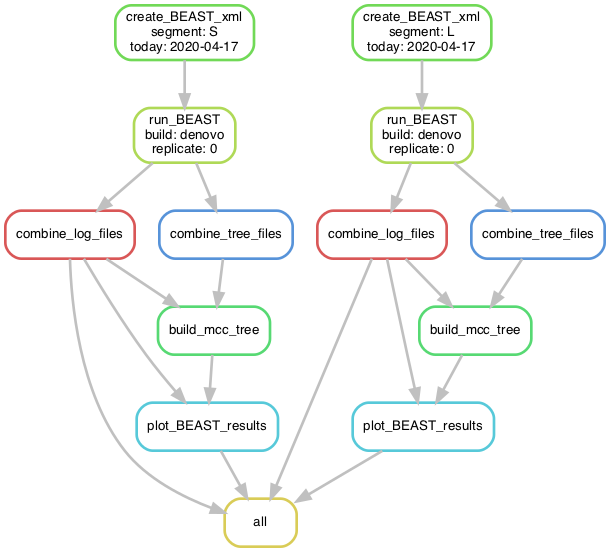 create_BEAST_xml
segment: S
today: 2020-04-17
create_BEAST_xml
segment: L
today: 2020-04-17
run_BEAST
build: denovo
replicate: 0
run_BEAST
build: denovo
replicate: 0
combine_log_files
combine_tree_files
combine_log_files
combine_tree_files
build_mcc_tree
build_mcc_tree
plot_BEAST_results
plot_BEAST_results
all